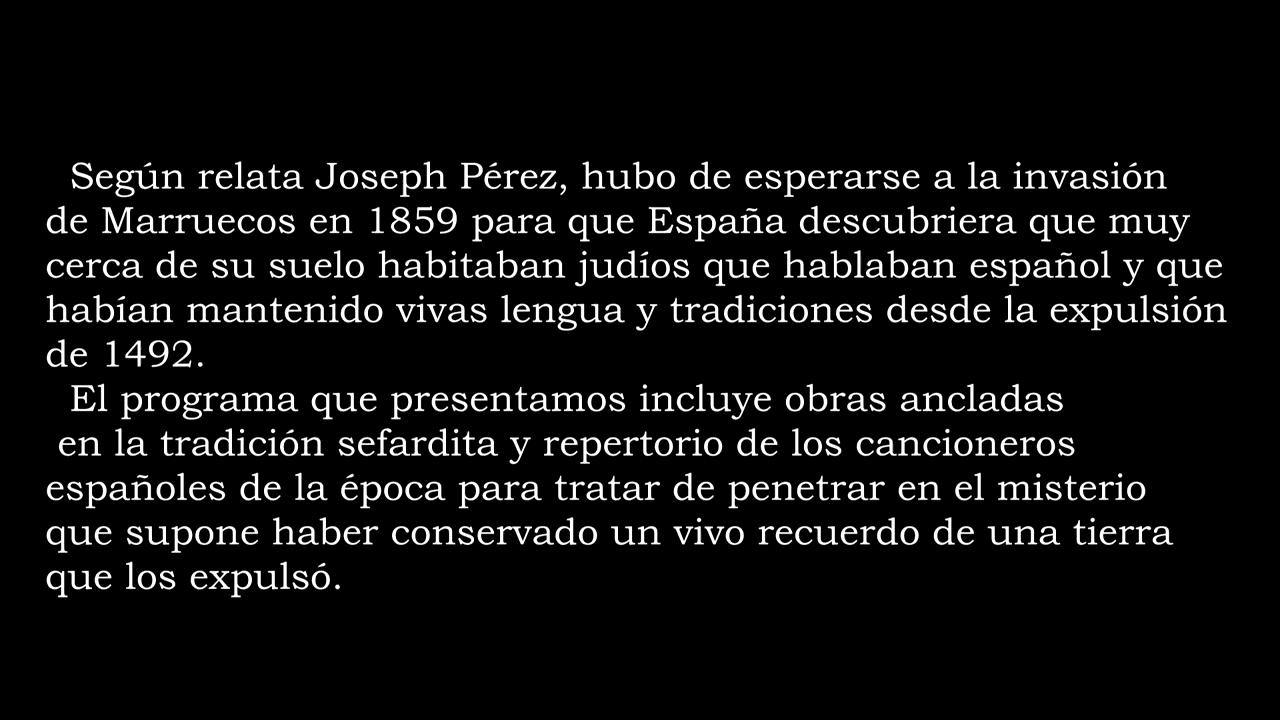 Según relata Joseph Pérez, hubo de esperarse a la invasión
de Marruecos en 1859 para que España descubriera que muy
cerca de su suelo habitaban judíos que hablaban español y que
habían mantenido vivas lengua y tradiciones desde la expulsión
de 1492.
El programa que presentamos incluye obras ancladas
en la tradición sefardita y repertorio de los cancioneros
españoles de la época para tratar de penetrar en el misterio
que supone haber conservado un vivo recuerdo de una tierra
que los expulsó.